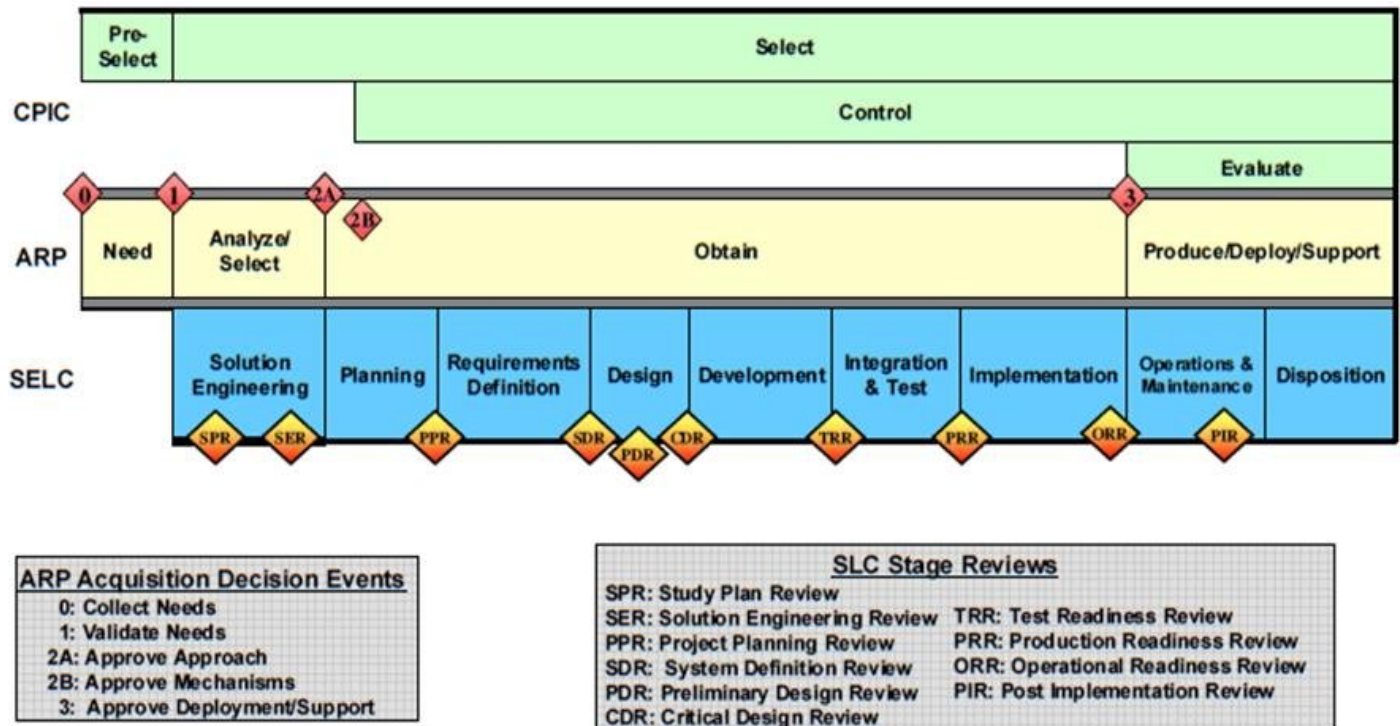 Pre-
Select
Select
CPIC
Control
Evaluate
0
1
2A
2B
3
ARP
Need
Analyze/
Select
Obtain
Produce/Deploy/Support
SELC
Solution
Engineering
Planning
Requirements
Definition
Design
Development
Integration
& Test
Implementation
Operations &
Maintenance
Disposition
SPR
SER
PPR
SDR
PDR
CDR
TRR
PRR
ORR
PIR
ARP Acquisition Decision Events
0: Collect Needs
1: Validate Needs
2A: Approve Approach
2B: Approve Mechanisms
3: Approve Deployment/Support
SLC Stage Reviews
SPR: Study Plan Review
SER: Solution Engineering Review
PPR: Project Planning Review
SDR: System Definition Review
PDR: Preliminary Design Review
CDR: Critical Design Review
TRR: Test Readiness Review
PRR: Production Readiness Review
ORR: Operational Readiness Review
PIR: Post Implementation Review